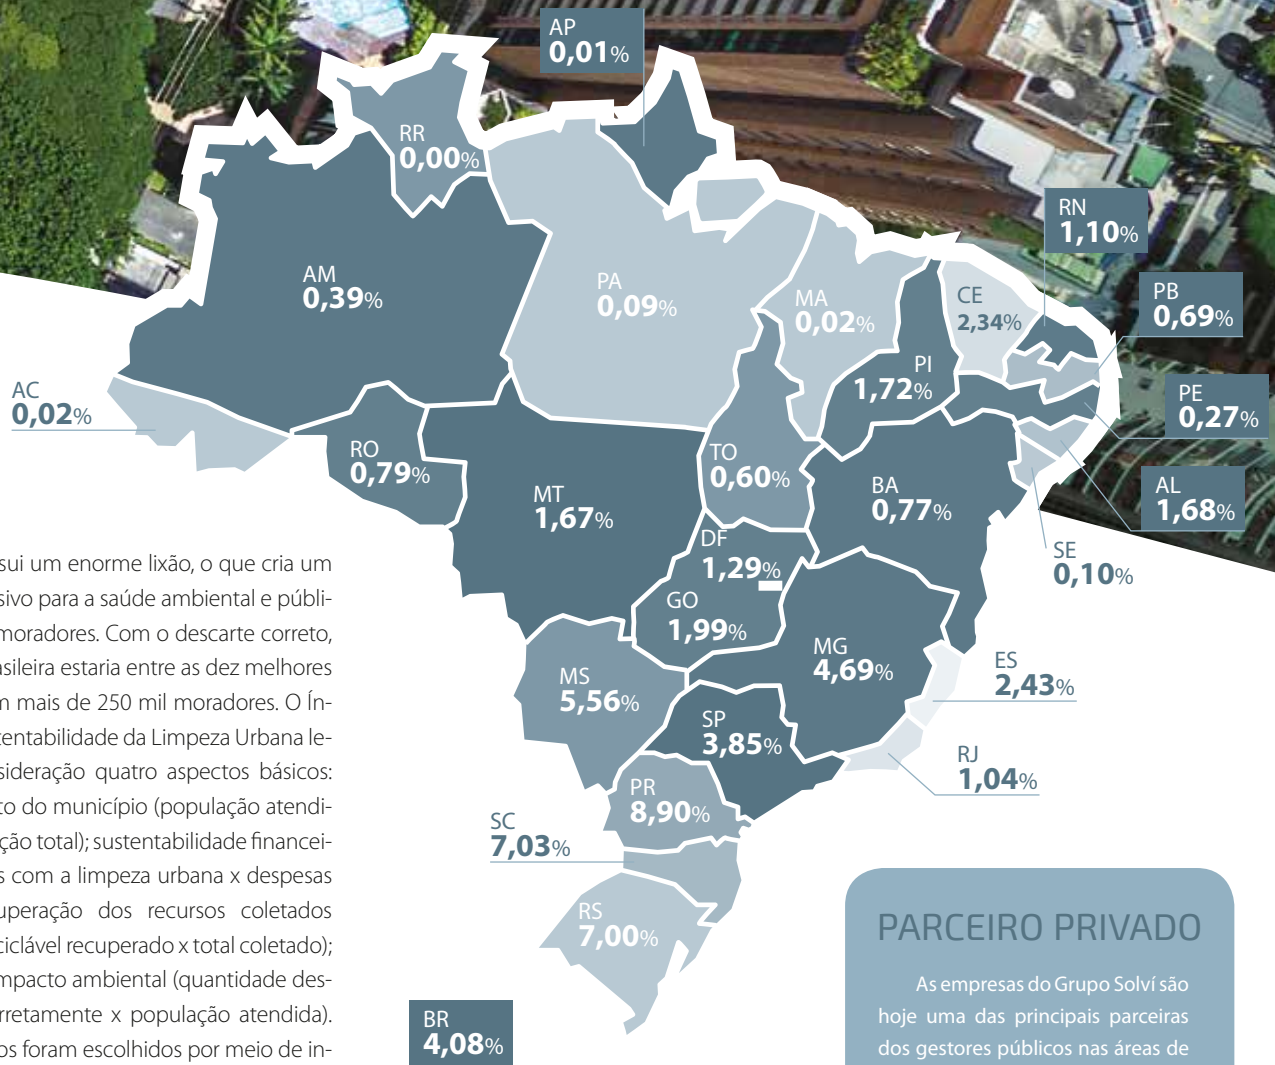 AP
0,01%
RR
0,00%
RN
1,10%
AM
0,39%
PA
0,09%
MA
0,02%
CE
2,34%
PB
0,69%
PI
1,72%
AC
0,02%
PE
0,27%
RO
0,79%
TO
0,60%
MT
1,67%
BA
0,77%
AL
1,68%
DF
1,29%
SE
0,10%
GO
1,99%
MG
4,69%
ES
2,43%
MS
5,56%
SP
3,85%
RJ
1,04%
PR
8,90%
SC
7,03%
RS
7,00%
BR
4,08%
sui um enorme lixão, o que cria um
sivo para a saúde ambiental e públi-
moradores. Com o descarte correto,
asileira estaria entre as dez melhores
m mais de 250 mil moradores. O Ín-
tentabilidade da Limpeza Urbana le-
sideração quatro aspectos básicos:
to do município (população atendi-
ção total); sustentabilidade financei-
s com a limpeza urbana x despesas
uperação dos recursos coletados
ciclável recuperado x total coletado);
mpacto ambiental (quantidade des-
rretamente x população atendida).
os foram escolhidos por meio de in-
PARCEIRO PRIVADO
As empresas do Grupo Solví são
hoje uma das principais parceiras
dos gestores públicos nas áreas de